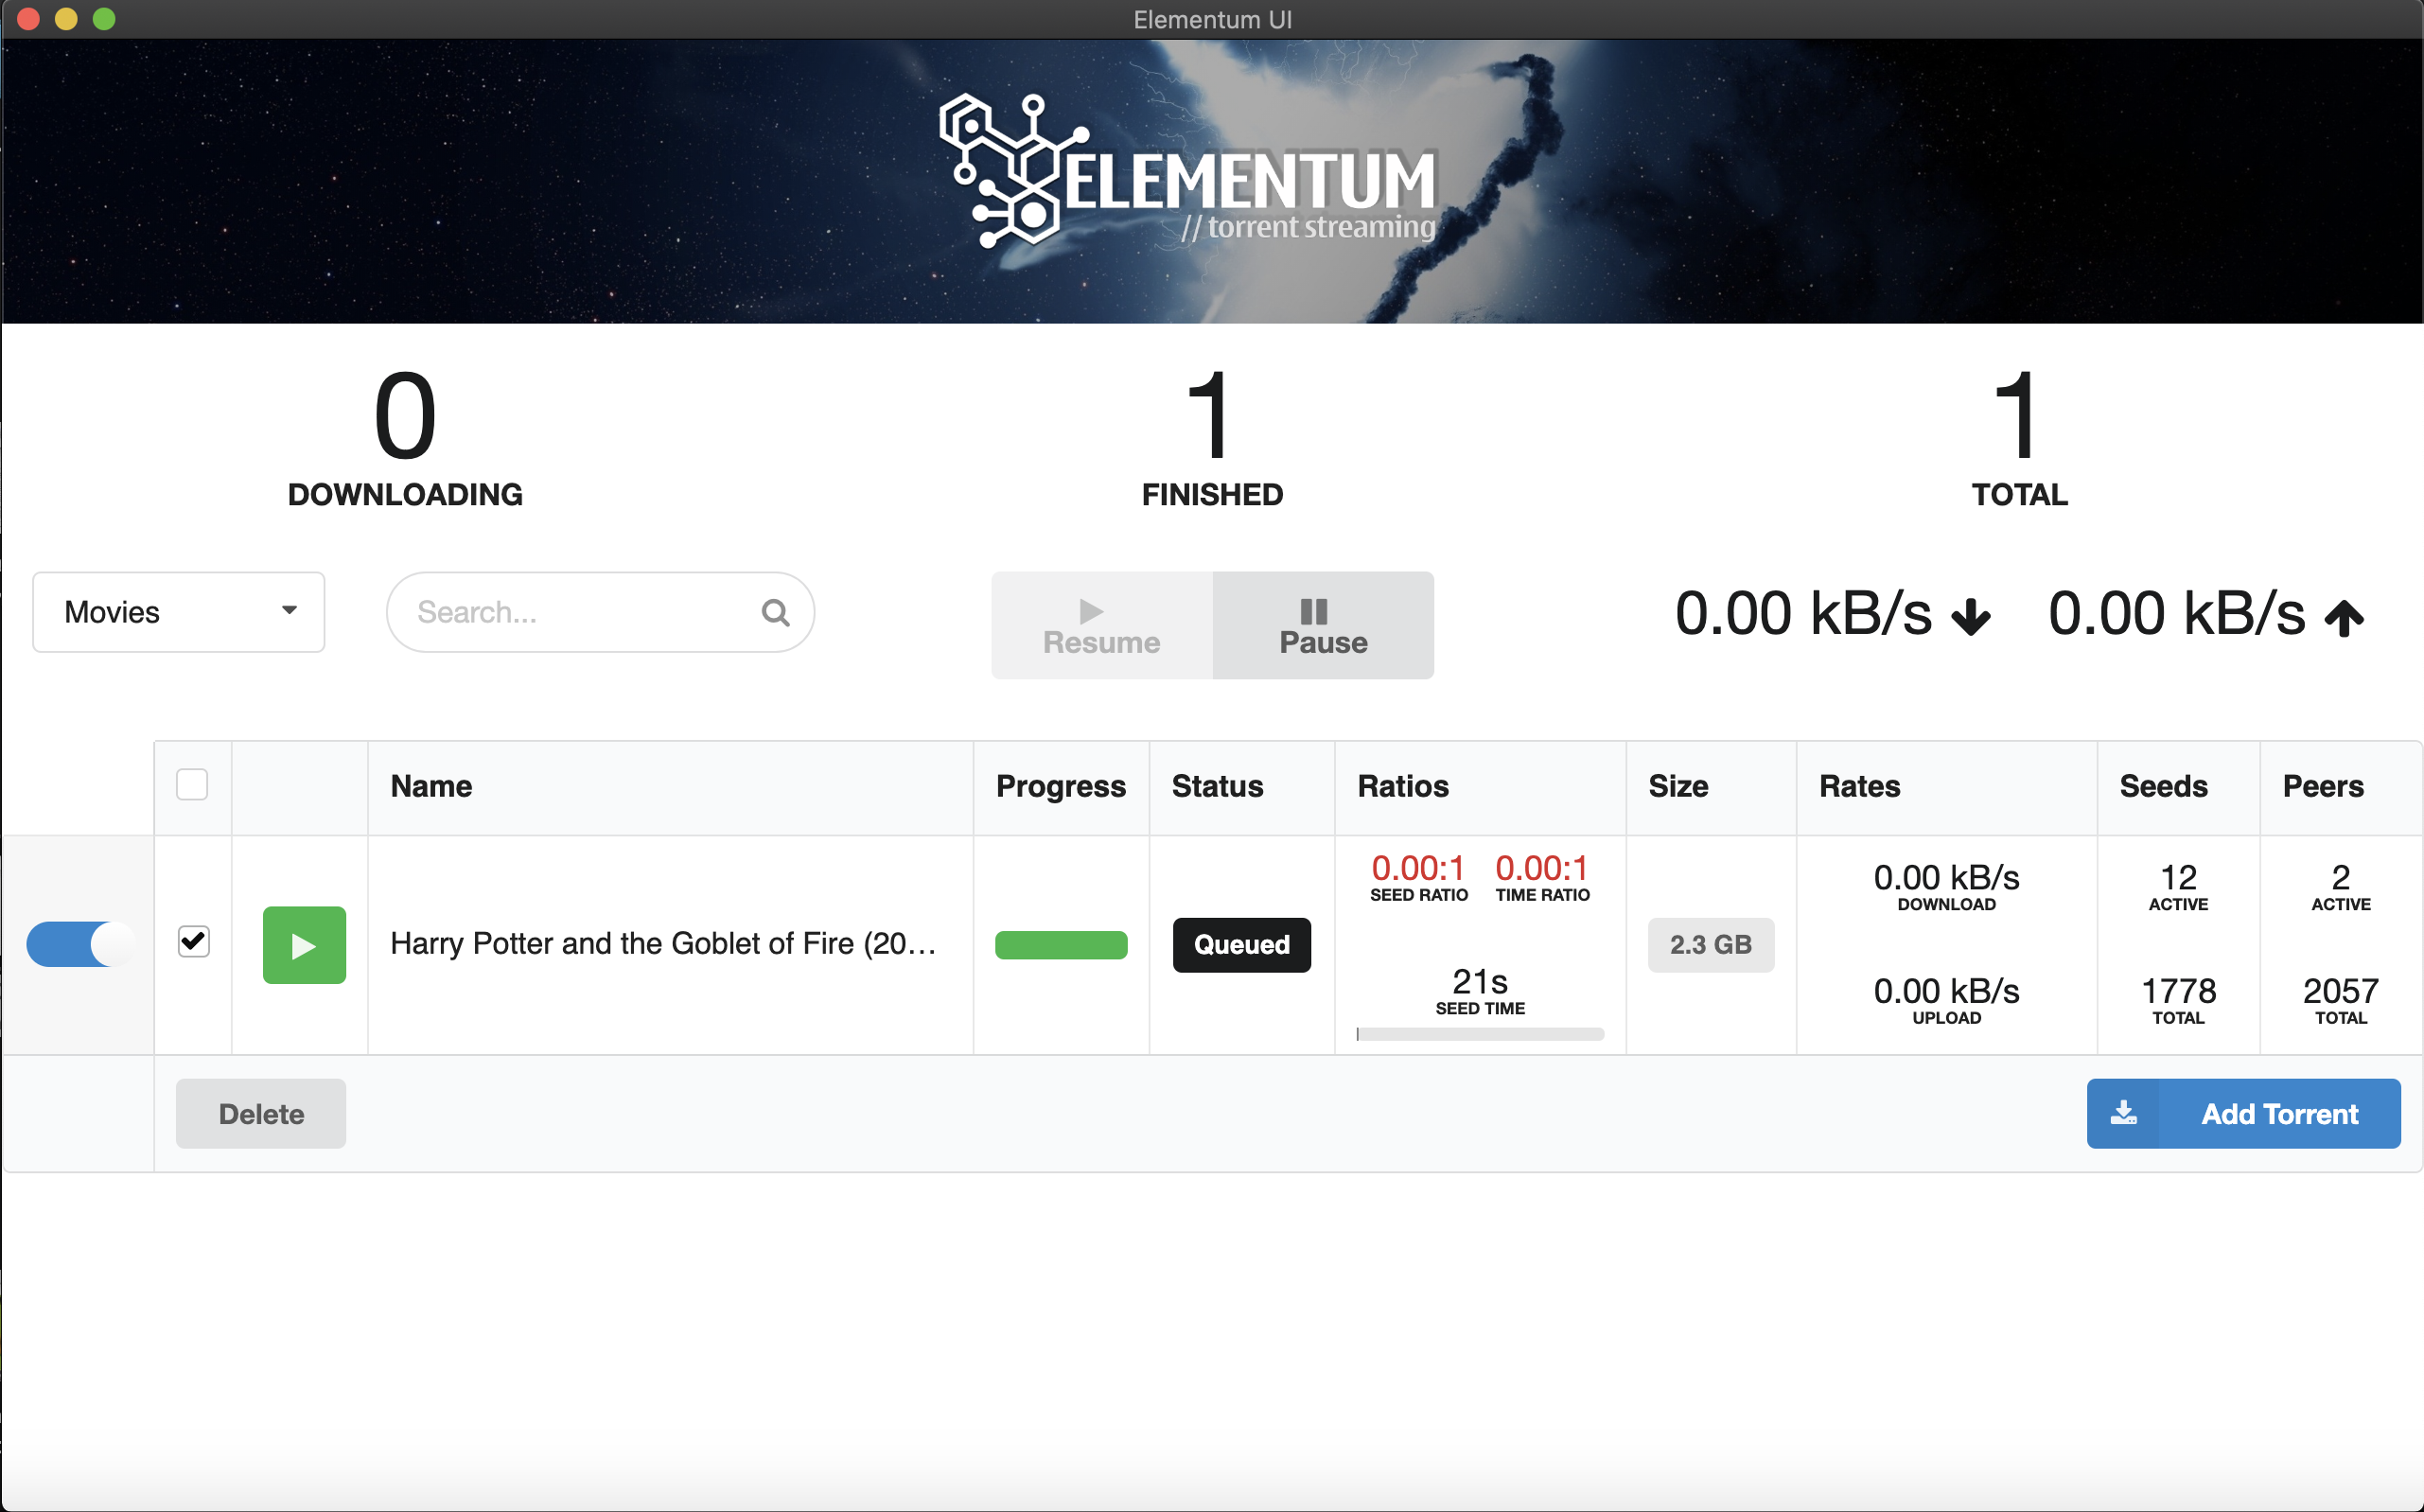 Elementum UI
ELEMENTUM
// torrent streaming
0
DOWNLOADING
1
FINISHED
1
TOTAL
Movies
Search...
Resume
Pause
0.00 kB/s
0.00 kB/s
Name Progress Status Ratios Size Rates Seeds Peers
Harry Potter and the Goblet of Fire (20...
Queued
0.00:1 0.00:1
SEED RATIO TIME RATIO
21s
SEED TIME
2.3 GB
0.00 kB/s
DOWNLOAD
0.00 kB/s
UPLOAD
12
ACTIVE
1778
TOTAL
2
ACTIVE
2057
TOTAL
Delete
Add Torrent